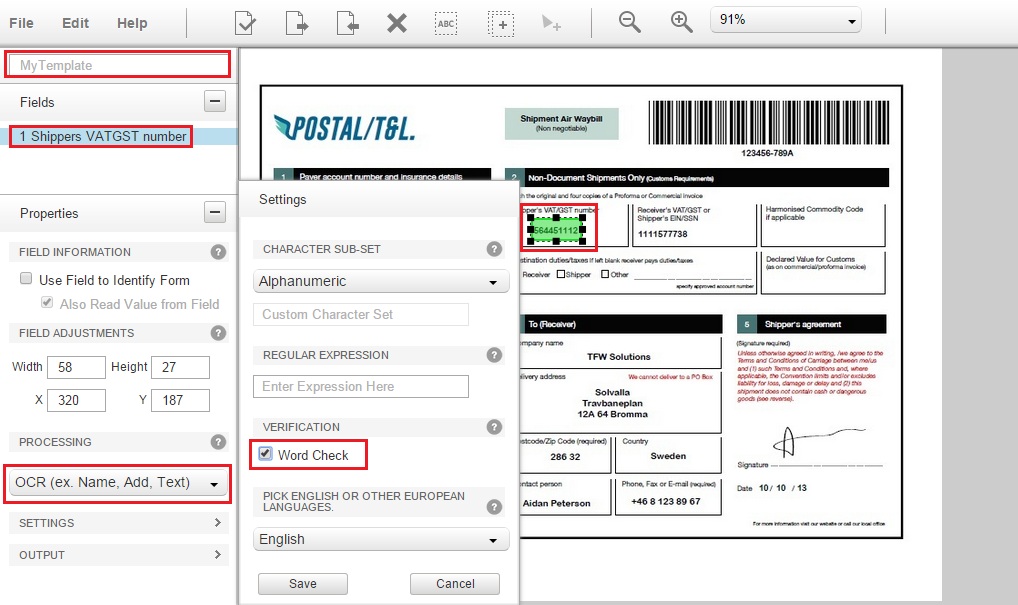 File Edit Help
ABC
91%
MyTemplate
Fields
1 Shippers VATGST number
Properties
FIELD INFORMATION ?
Use Field to Identify Form
Also Read Value from Field
FIELD ADJUSTMENTS ?
Width 58 Height 27
X 320 Y 187
PROCESSING ?
OCR (ex. Name, Add, Text)
SETTINGS
OUTPUT
Settings
CHARACTER SUB-SET ?
Alphanumeric
Custom Character Set
REGULAR EXPRESSION ?
Enter Expression Here
VERIFICATION ?
Word Check
PICK ENGLISH OR OTHER EUROPEAN
LANGUAGES. ?
English
Save Cancel
POSTAL/T&L.
Shipment Air Waybill
(Non negotiable)
123456-789A
1 Payer account number and insurance details
2 Non-Document Shipments Only (Customs Requirements)
the original and four copies of a Proforma or Commercial Invoice
VAT/GST number
564451112
Receiver's VAT/GST or
Shipper's EIN/SSN
1111577738
Harmonised Commodity Code
if applicable
duties/taxes if left blank receiver pays duties/taxes
Receiver Shipper Other
specify approved account number
Declared Value for Customs
(as on commercial/proforma invoice)
To (Receiver)
name
TFW Solutions
address We cannot deliver to a PO Box
Solvalla
Travbaneplan
12A 64 Bromma
Zip Code (required)
286 32
Country
Sweden
person
Aidan Peterson
Phone, Fax or E-mail (required)
+46 8 123 89 67
5 Shipper's agreement
(Signature required)
Unless otherwise agreed in writing, /we agree to the
Terms and Conditions of Carriage between me/us
and (1) such Terms and Conditions and, where
applicable, the Convention limits and/or excludes
liability for loss, damage or delay and (2) this
shipment does not contain cash or dangerous
goods (see reverse).
Signature
Date 10/ 10 / 13
For more information visit our website or call our local office